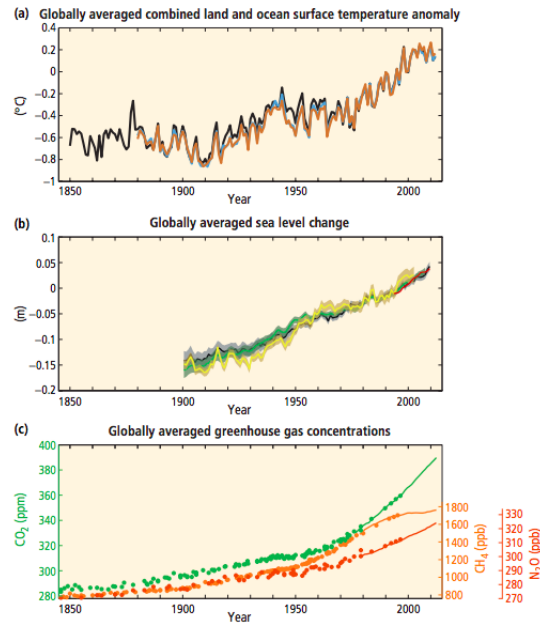 (a) Globally averaged combined land and ocean surface temperature anomaly
0.4
0.2
0
−0.2
−0.4
−0.6
−0.8
−1
(°C)
1850 1900 1950 2000
Year
(b) Globally averaged sea level change
0.1
0.05
0
−0.05
−0.1
−0.15
−0.2
(m)
1850 1900 1950 2000
Year
(c) Globally averaged greenhouse gas concentrations
400
380
360
340
320
300
280
CO2 (ppm)
1800
1600
1400
1200
1000
800
CH4 (ppb)
330
320
310
300
290
280
270
N2O (ppb)
1850 1900 1950 2000
Year